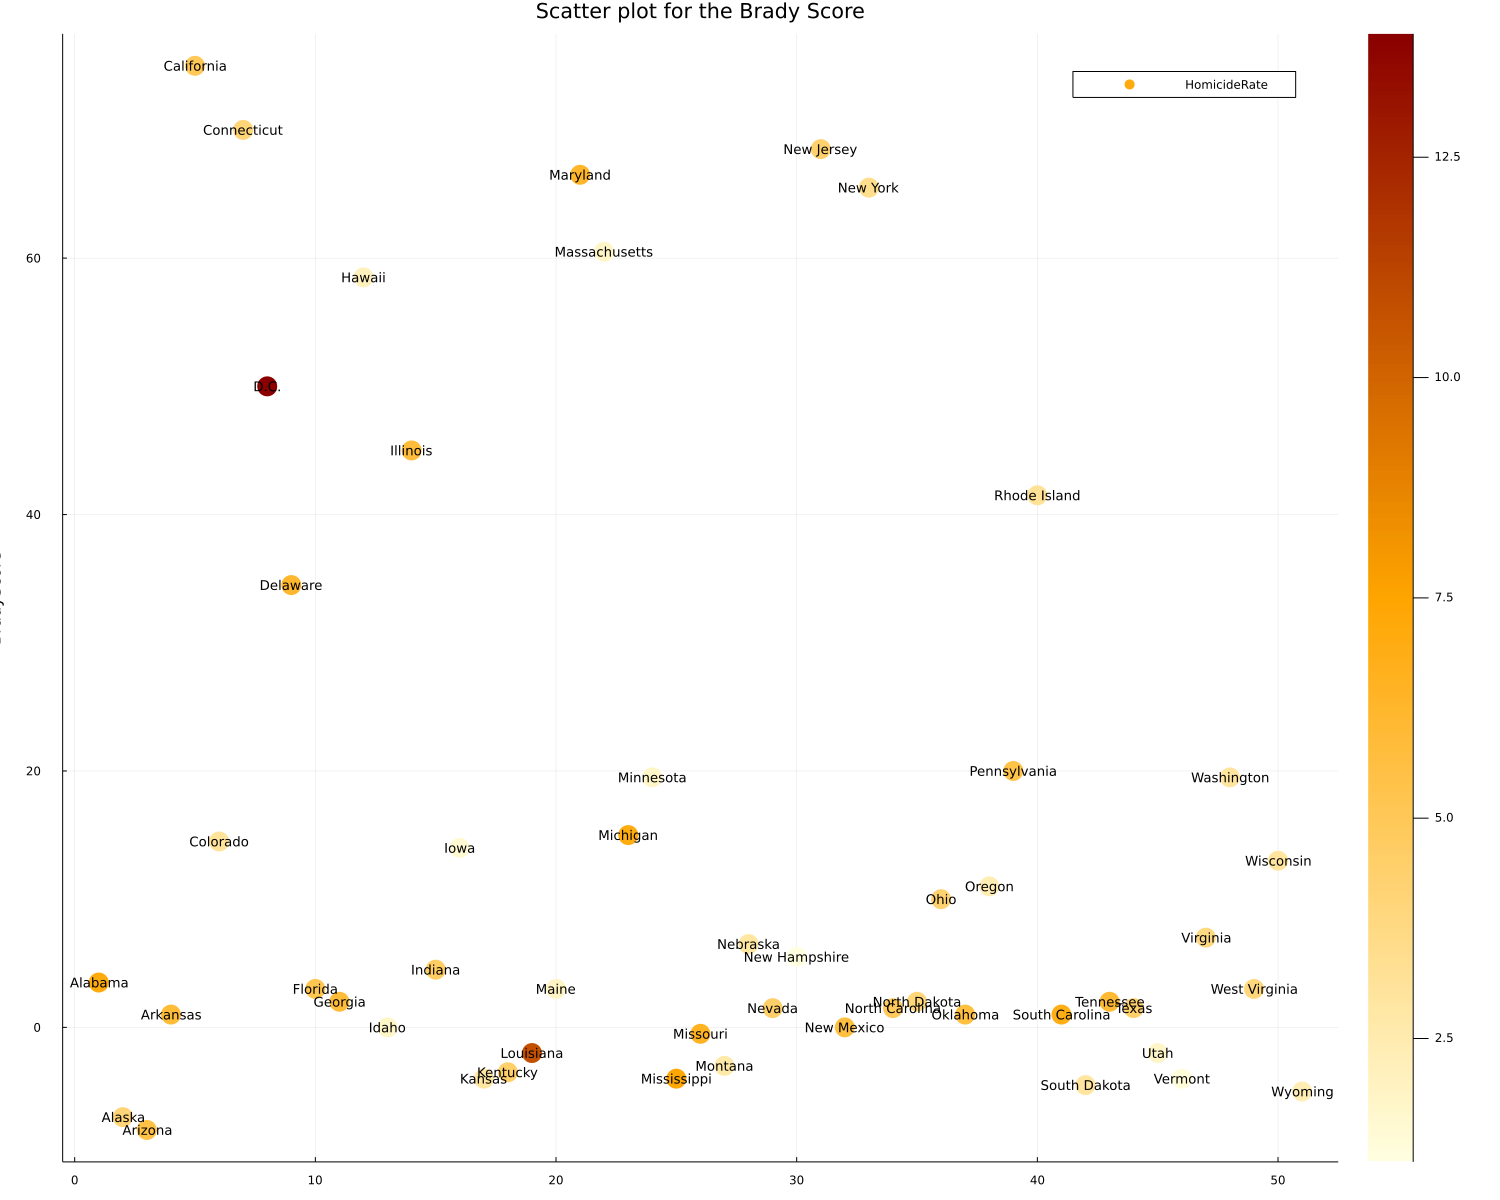 Scatter plot for the Brady Score
California
HomicideRate
Connecticut
New Jersey
12.5
Maryland
New York
Massachusetts
60
Hawaii
10.0
D.C.
Illinois
Rhode Island
40
Delaware
7.5
20
Minnesota
Pennsylvania
Washington
5.0
Michigan
Colorado
Iowa
Wisconsin
Oregon
Ohio
Virginia
Nebraska
New Hampshire
Indiana
Alabama
Florida
Maine
West Virginia
Georgia
North Dakota
Tennessee
Nevada
North Carolina
Texas
Arkansas
Oklahoma
South Carolina
0
Idaho
New Mexico
Missouri
2.5
Louisiana
Utah
Montana
Kentucky
Kansas
Mississippi
Vermont
South Dakota
Wyoming
Alaska
Arizona
0 10 20 30 40 50